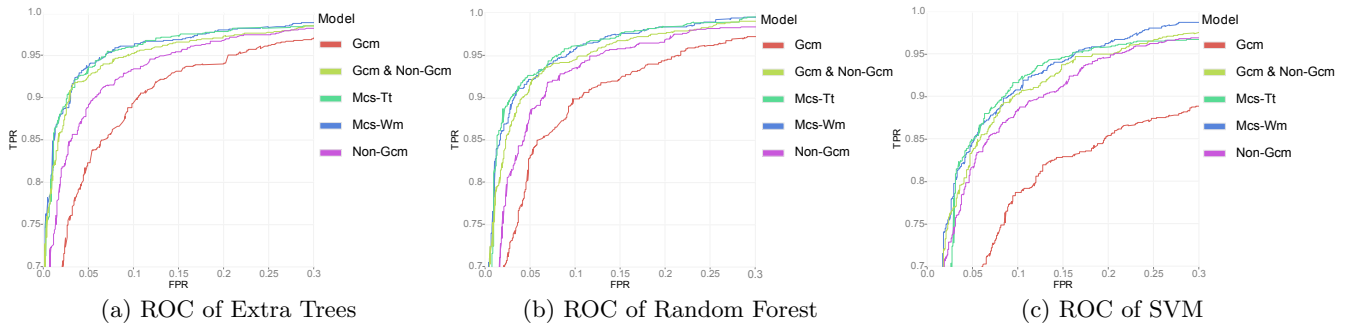 1.0
0.95
0.9
0.85
0.8
0.75
0.7
TPR
0.0 0.05 0.1 0.15 0.2 0.25 0.3
FPR
Model
Gcm
Gcm & Non-Gcm
Mcs-Tt
Mcs-Wm
Non-Gcm
(a) ROC of Extra Trees
1.0
0.95
0.9
0.85
0.8
0.75
0.7
TPR
0.0 0.05 0.1 0.15 0.2 0.25 0.3
FPR
Model
Gcm
Gcm & Non-Gcm
Mcs-Tt
Mcs-Wm
Non-Gcm
(b) ROC of Random Forest
1.0
0.95
0.9
0.85
0.8
0.75
0.7
TPR
0.0 0.05 0.1 0.15 0.2 0.25 0.3
FPR
Model
Gcm
Gcm & Non-Gcm
Mcs-Tt
Mcs-Wm
Non-Gcm
(c) ROC of SVM